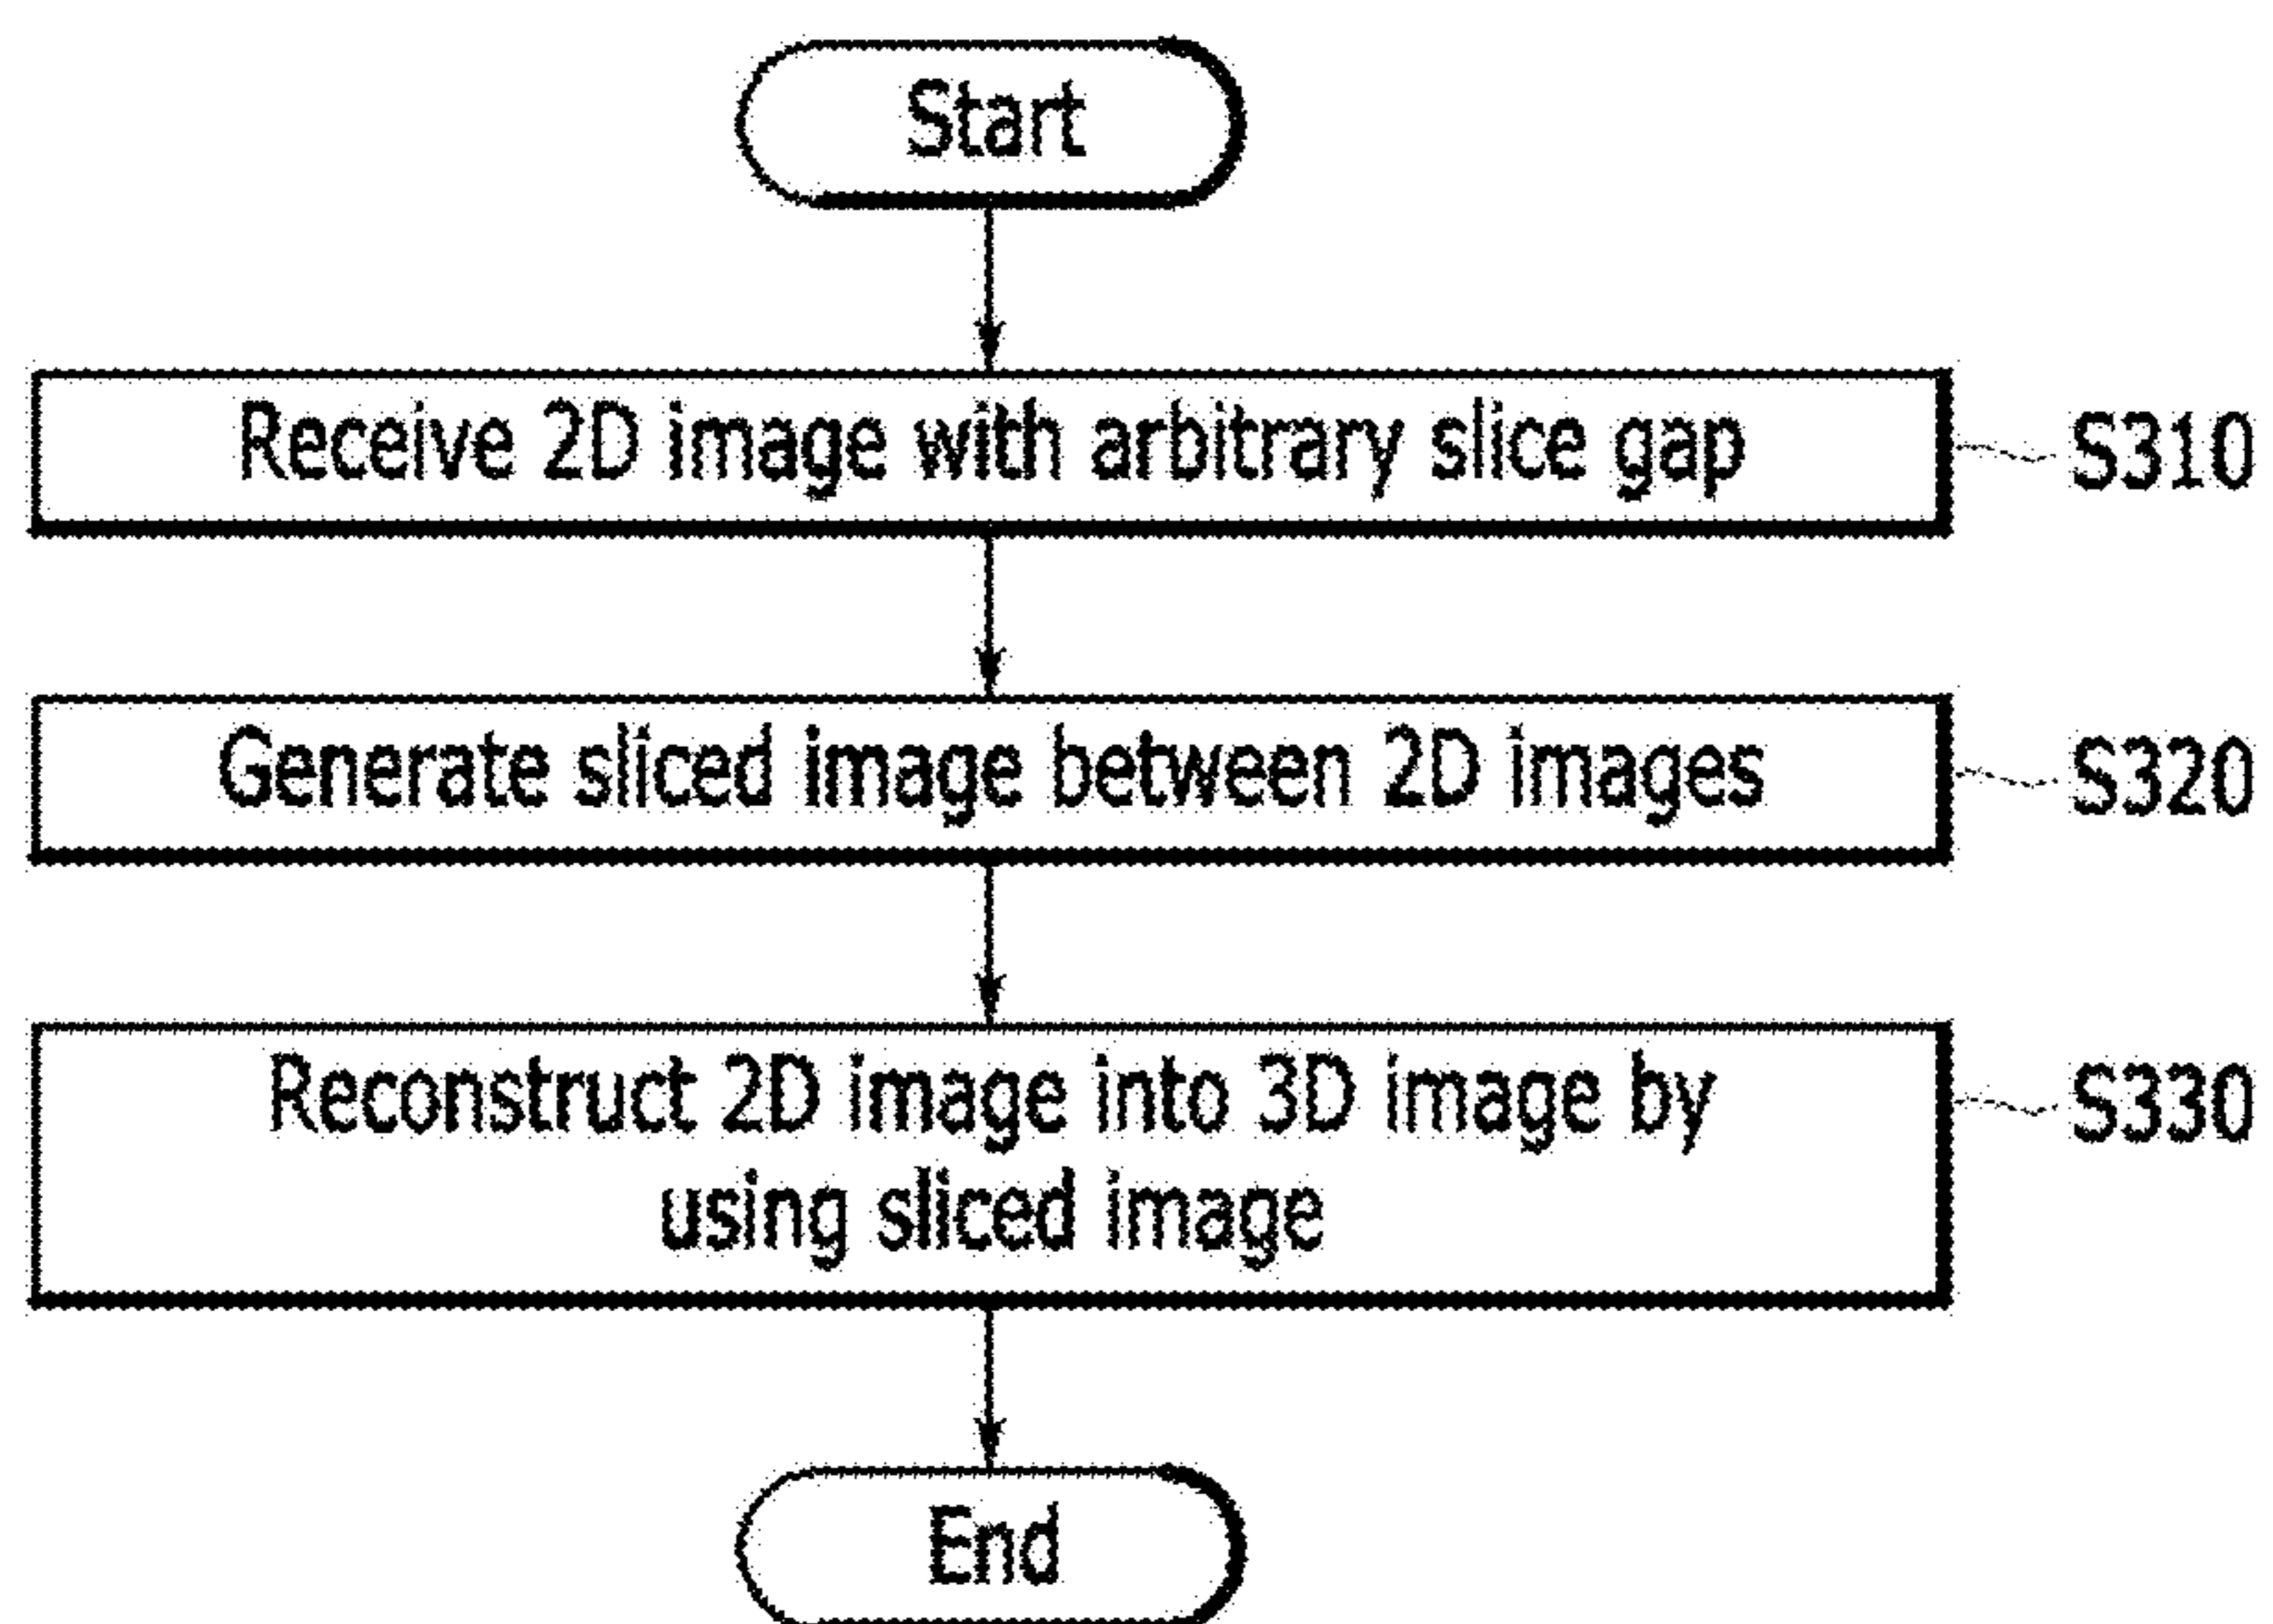 Start
Receive 2D image with arbitrary slice gap
S310
Generate sliced image between 2D images
S320
Reconstruct 2D image into 3D image by
using sliced image
S330
End